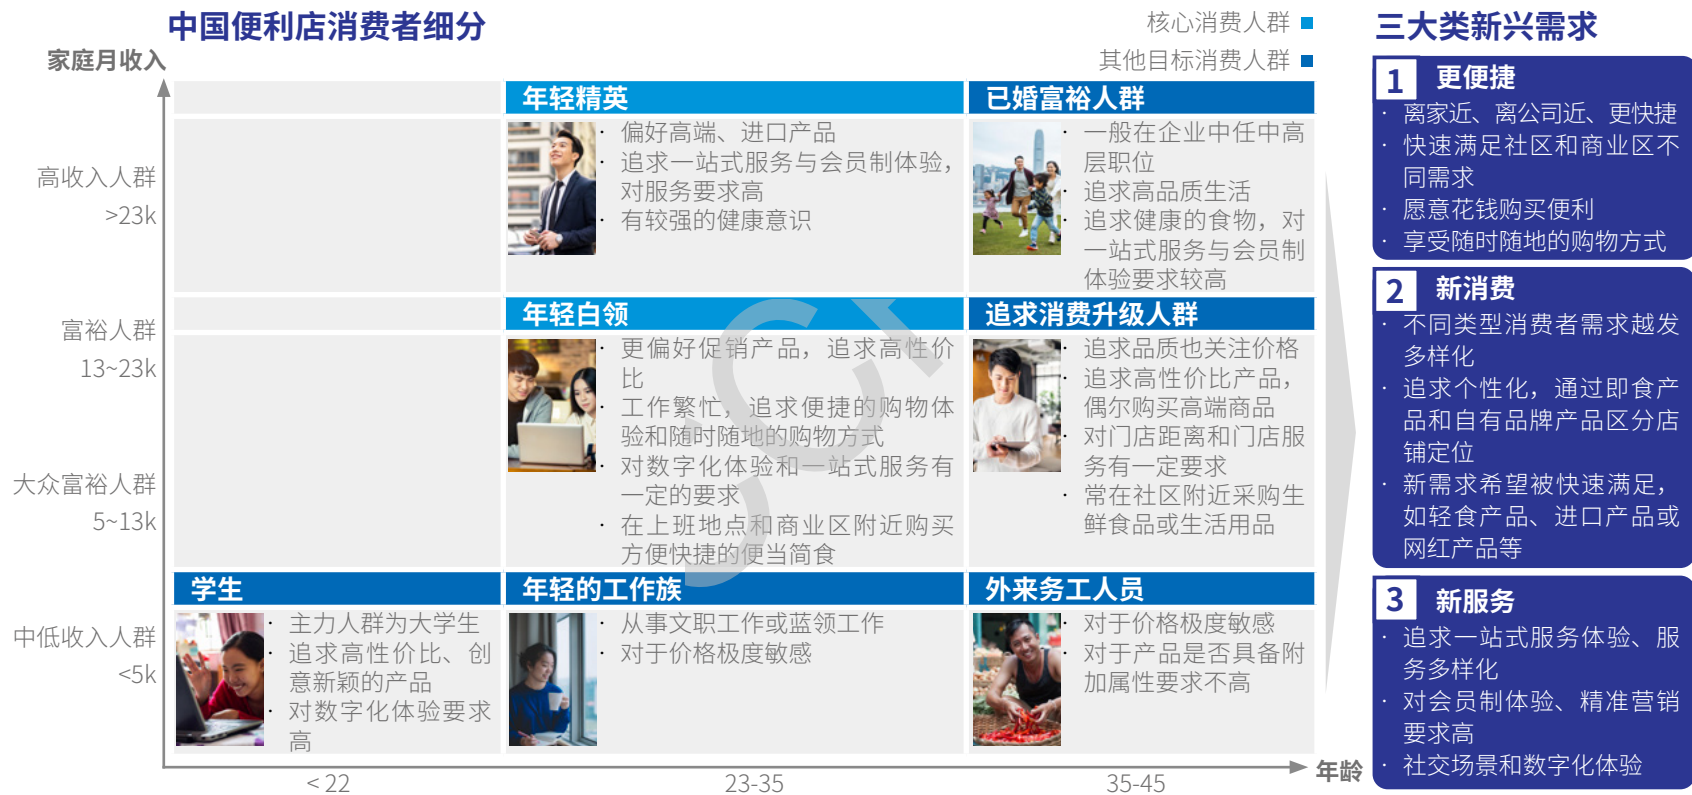 中国便利店消费者细分
核心消费人群
其他目标消费人群
家庭月收入
高收入人群
>23k
富裕人群
13~23k
大众富裕人群
5~13k
中低收入人群
<5k
年轻精英
· 偏好高端、进口产品
· 追求一站式服务与会员制体验，
对服务要求高
· 有较强的健康意识
已婚富裕人群
· 一般在企业中任中高
层职位
· 追求高品质生活
· 追求健康的食物，对
一站式服务与会员制
体验要求较高
年轻白领
· 更偏好促销产品，追求高性价
比
· 工作繁忙，追求便捷的购物体
验和随时随地的购物方式
· 对数字化体验和一站式服务有
一定的要求
· 在上班地点和商业区附近购买
方便快捷的便当简食
追求消费升级人群
· 追求品质也关注价格
· 追求高性价比产品，
偶尔购买高端商品
· 对门店距离和门店服
务有一定要求
· 常在社区附近采购生
鲜食品或生活用品
学生
· 主力人群为大学生
· 追求高性价比、创
意新颖的产品
· 对数字化体验要求
高
年轻的工作族
· 从事文职工作或蓝领工作
· 对于价格极度敏感
外来务工人员
· 对于价格极度敏感
· 对于产品是否具备附
加属性要求不高
< 22
23-35
35-45
年龄
三大类新兴需求
1 更便捷
· 离家近、离公司近、更快捷
· 快速满足社区和商业区不
同需求
· 愿意花钱购买便利
· 享受随时随地的购物方式
2 新消费
· 不同类型消费者需求越发
多样化
· 追求个性化，通过即食产
品和自有品牌产品区分店
铺定位
· 新需求希望被快速满足，
如轻食产品、进口产品或
网红产品等
3 新服务
· 追求一站式服务体验、服
务多样化
· 对会员制体验、精准营销
要求高
· 社交场景和数字化体验